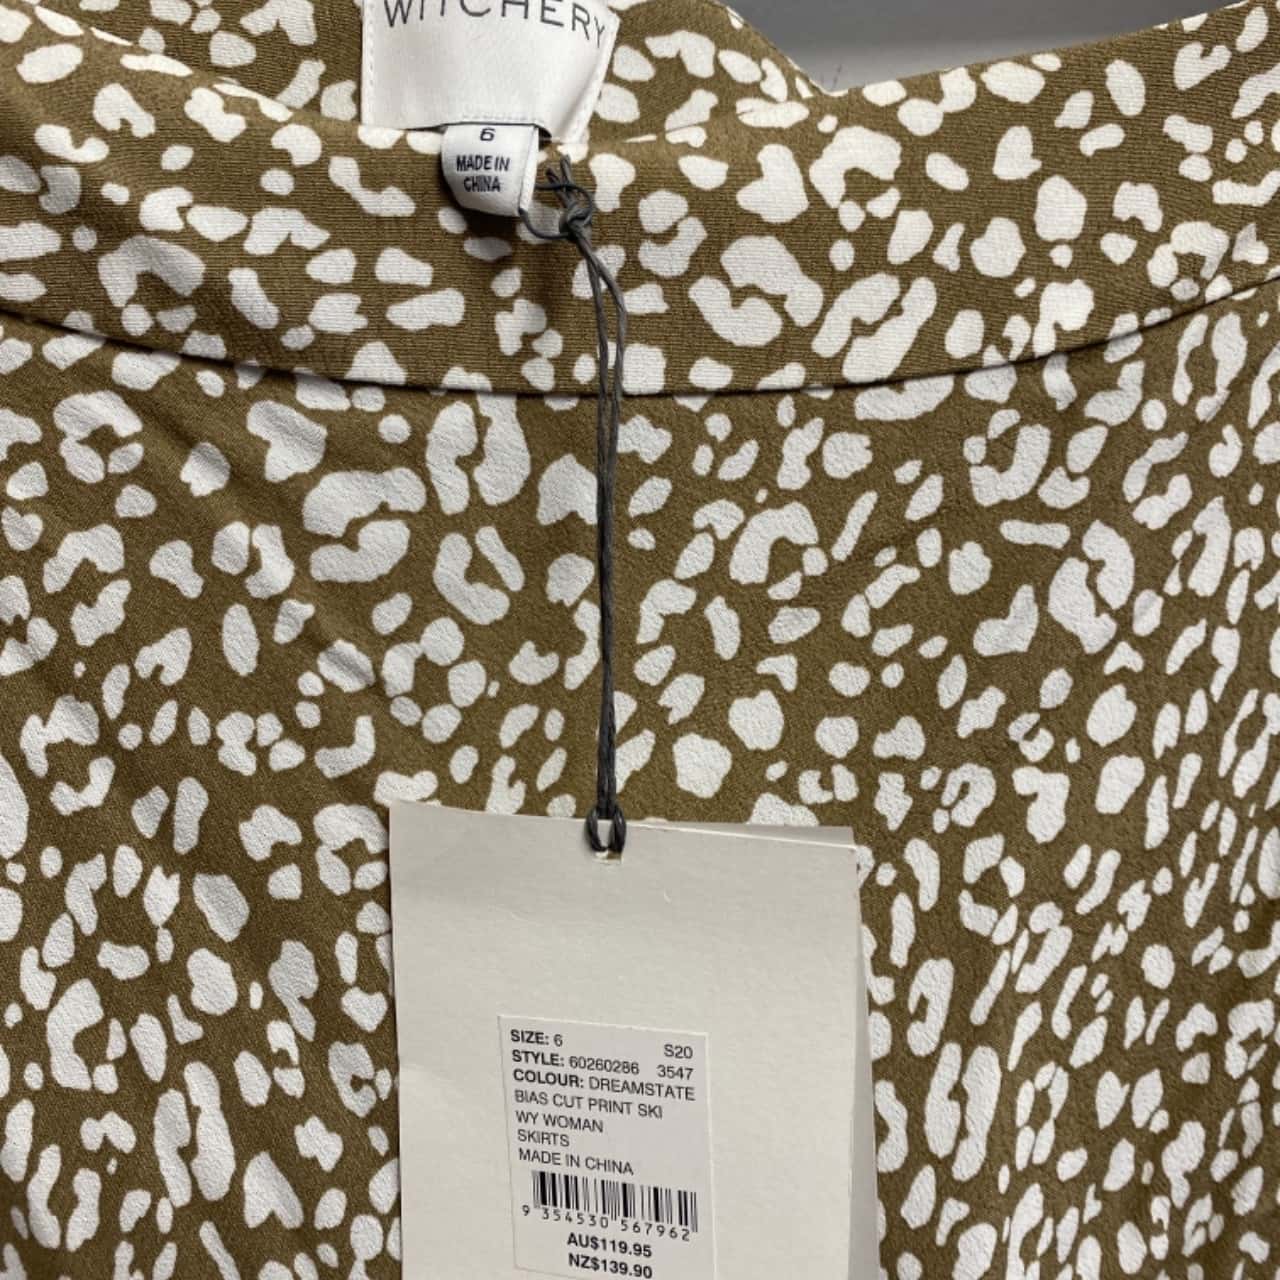 WITCHERY
6
MADE IN
CHINA
SIZE: 6 S20
STYLE: 60260286 3547
COLOUR: DREAMSTATE
BIAS CUT PRINT SKI
WY WOMAN
SKIRTS
MADE IN CHINA
9 354530 567962
AU$119.95
NZ$139.90